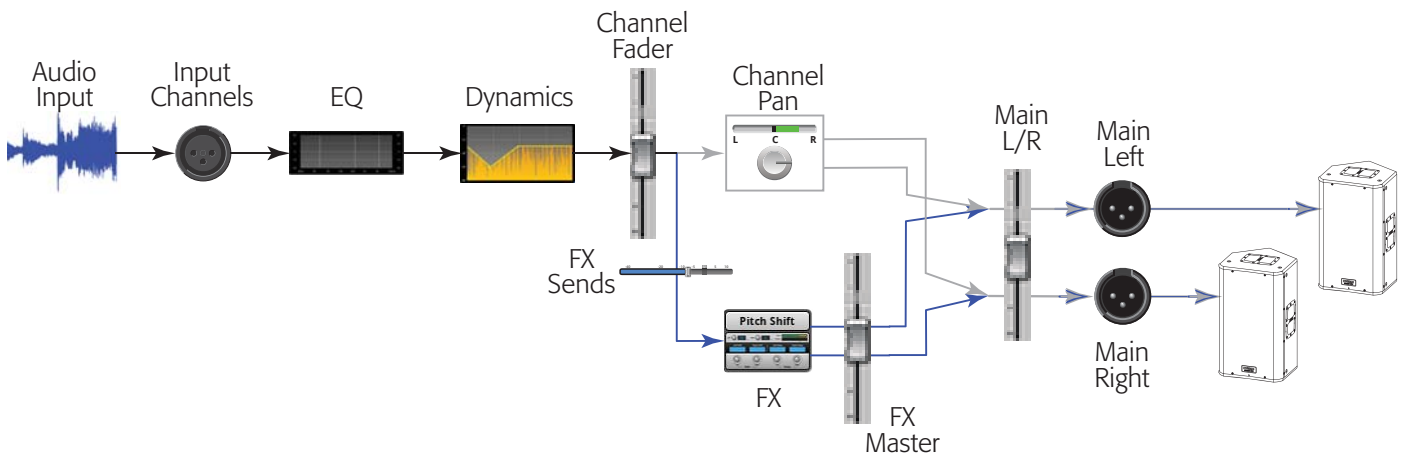 Audio
Input
Input
Channels
EQ
Dynamics
Channel
Fader
Channel
Pan
L C R
Main
L/R
Main
Left
FX
Sends
Pitch Shift
FX
FX
Master
Main
Right